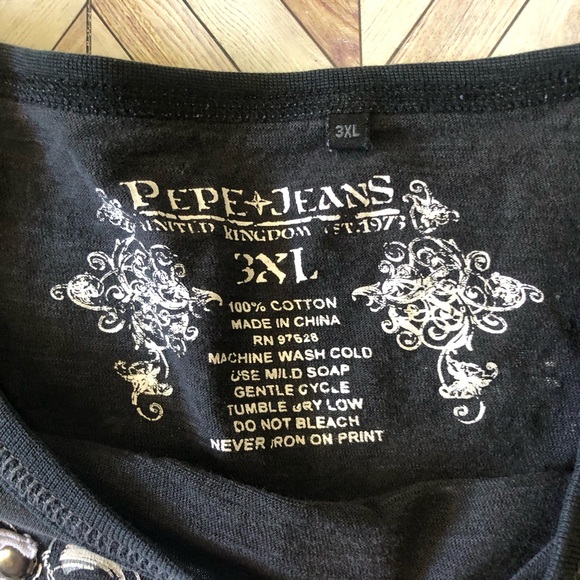 3XL
PEPE JEANS
UNITED KINGDOM EST.1973
3XL
100% COTTON
MADE IN CHINA
RN 97628
MACHINE WASH COLD
USE MILD SOAP
GENTLE CYCLE
TUMBLE DRY LOW
DO NOT BLEACH
NEVER IRON ON PRINT